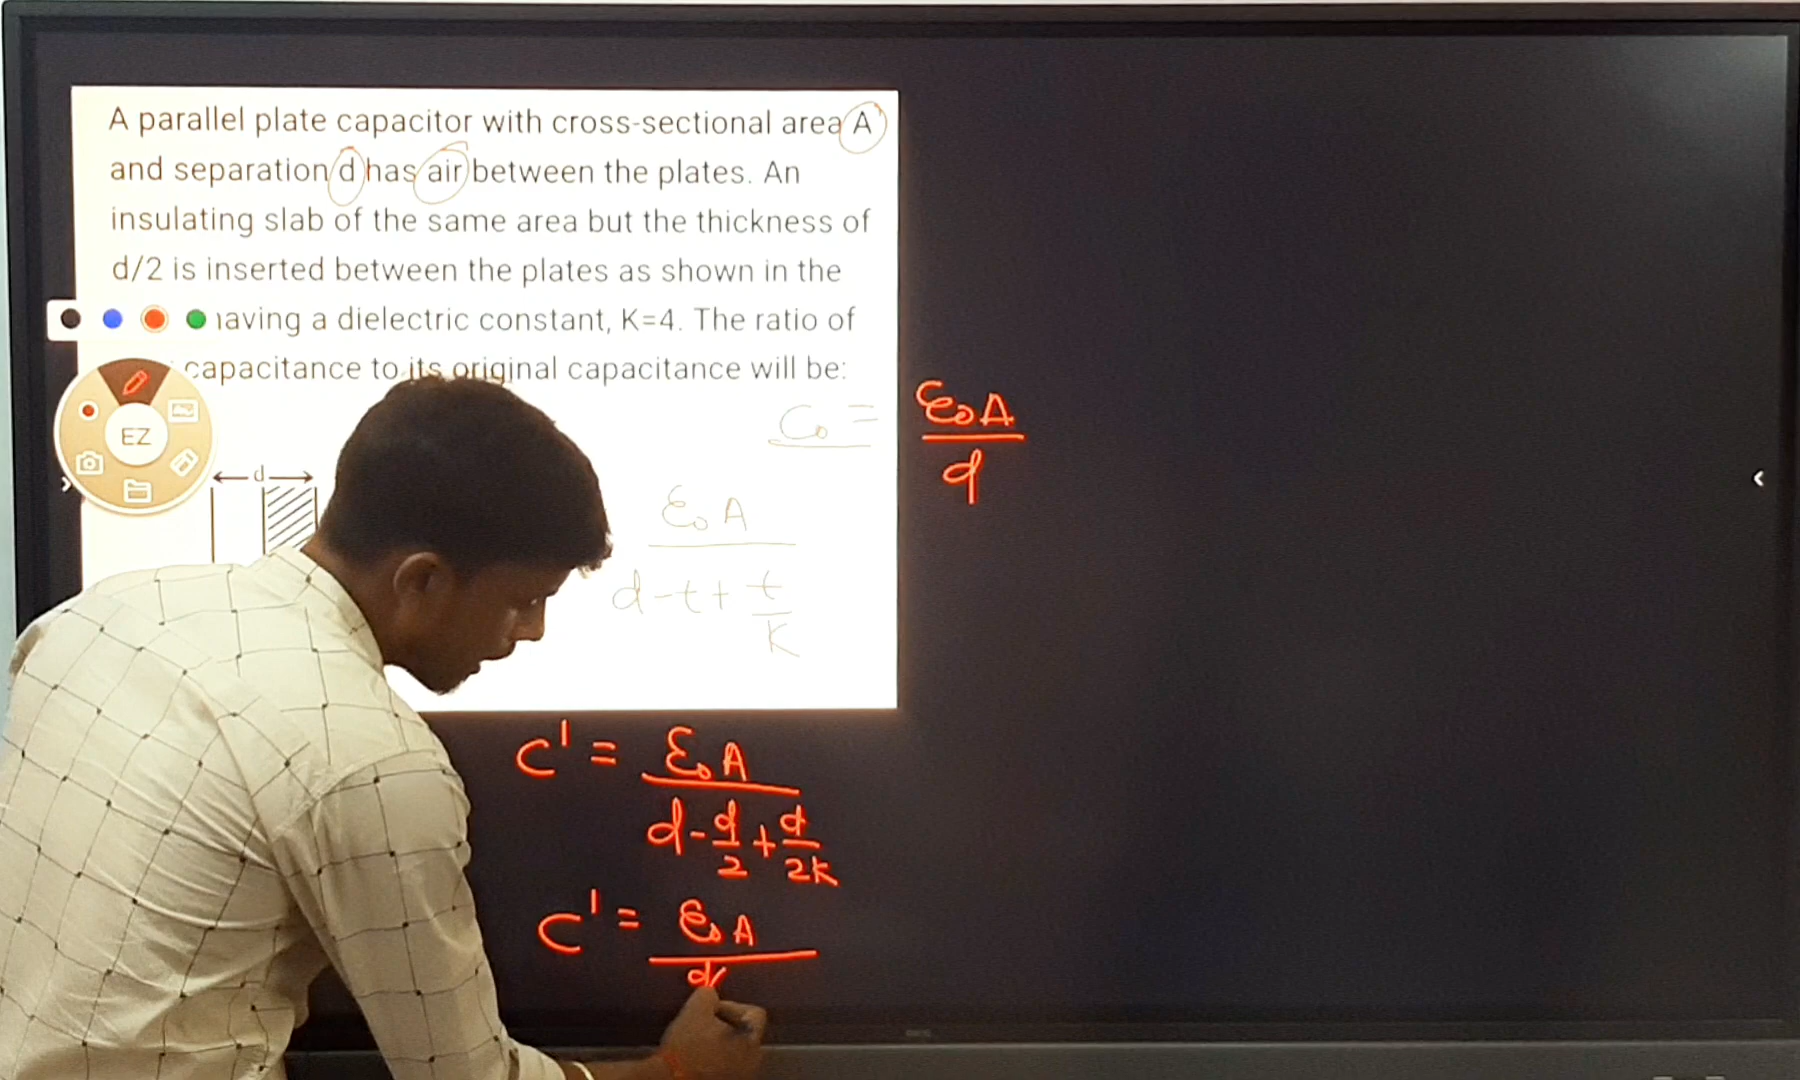 A parallel plate capacitor with cross-sectional area A
and separation d has air between the plates. An
insulating slab of the same area but the thickness of
d/2 is inserted between the plates as shown in the
having a dielectric constant, K=4. The ratio of
capacitance to its original capacitance will be:
C₀ = ε₀A / d
EZ
d
ε₀A / d-t+t/K
C' = ε₀A / d-d/2+d/2K
C' = ε₀A / d